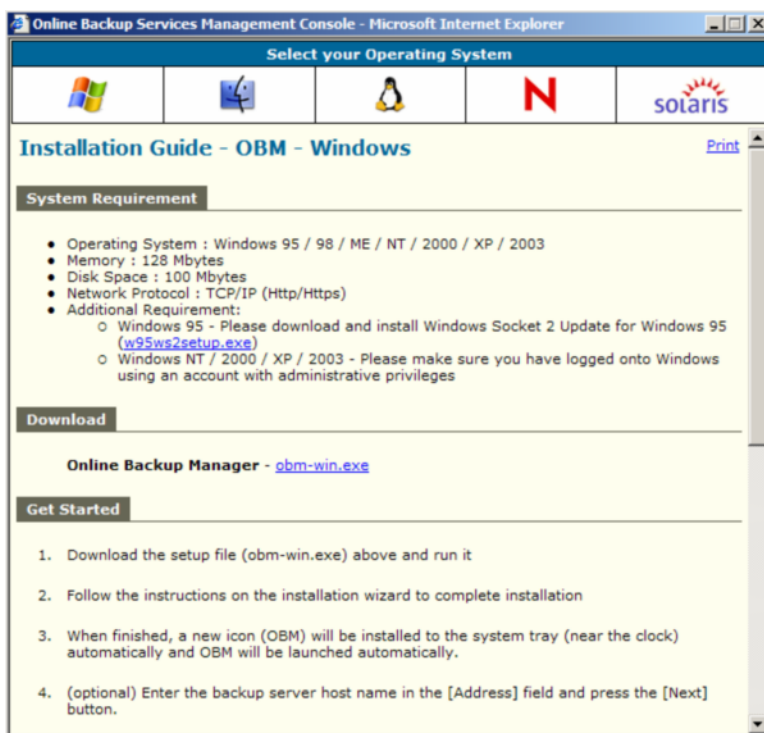 Online Backup Services Management Console - Microsoft Internet Explorer
Select your Operating System
N
solaris
Installation Guide - OBM - Windows
Print
System Requirement
• Operating System : Windows 95 / 98 / ME / NT / 2000 / XP / 2003
• Memory : 128 Mbytes
• Disk Space : 100 Mbytes
• Network Protocol : TCP/IP (Http/Https)
• Additional Requirement:
o Windows 95 - Please download and install Windows Socket 2 Update for Windows 95
(w95ws2setup.exe)
o Windows NT / 2000 / XP / 2003 - Please make sure you have logged onto Windows
using an account with administrative privileges
Download
Online Backup Manager - obm-win.exe
Get Started
1. Download the setup file (obm-win.exe) above and run it
2. Follow the instructions on the installation wizard to complete installation
3. When finished, a new icon (OBM) will be installed to the system tray (near the clock)
automatically and OBM will be launched automatically.
4. (optional) Enter the backup server host name in the [Address] field and press the [Next]
button.